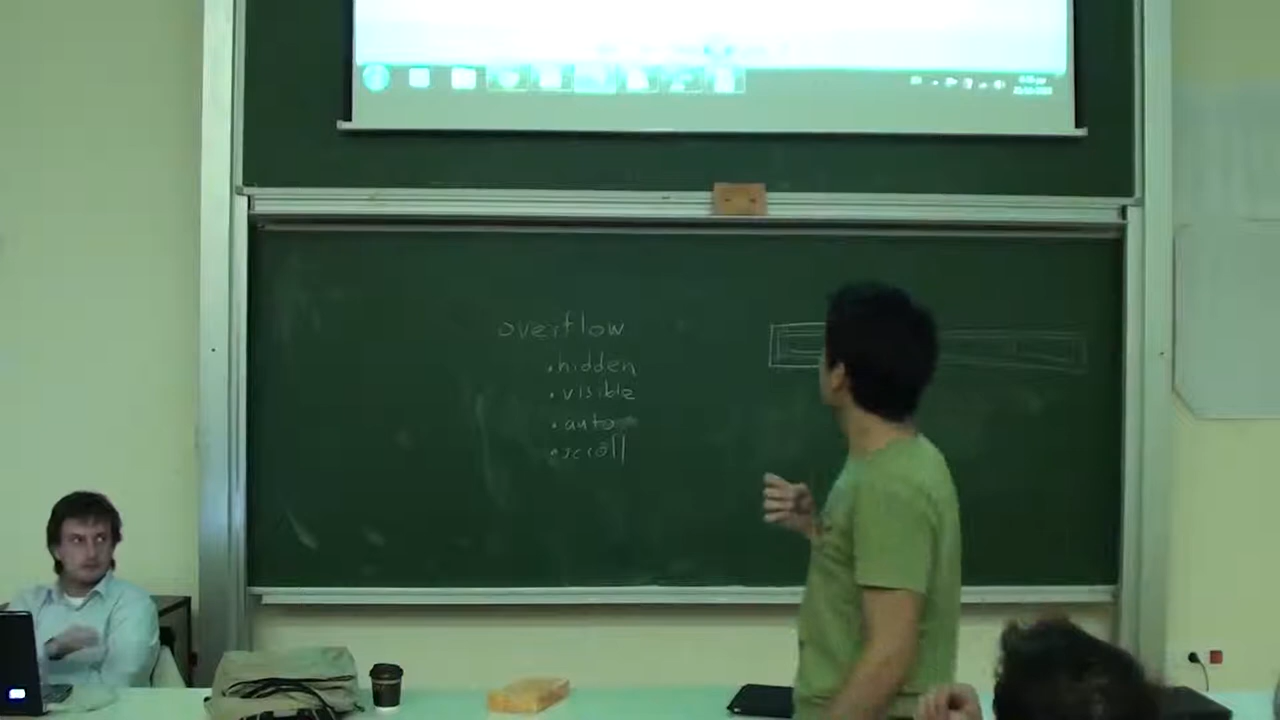 overflow
.hidden
.visible
.auto
.scroll